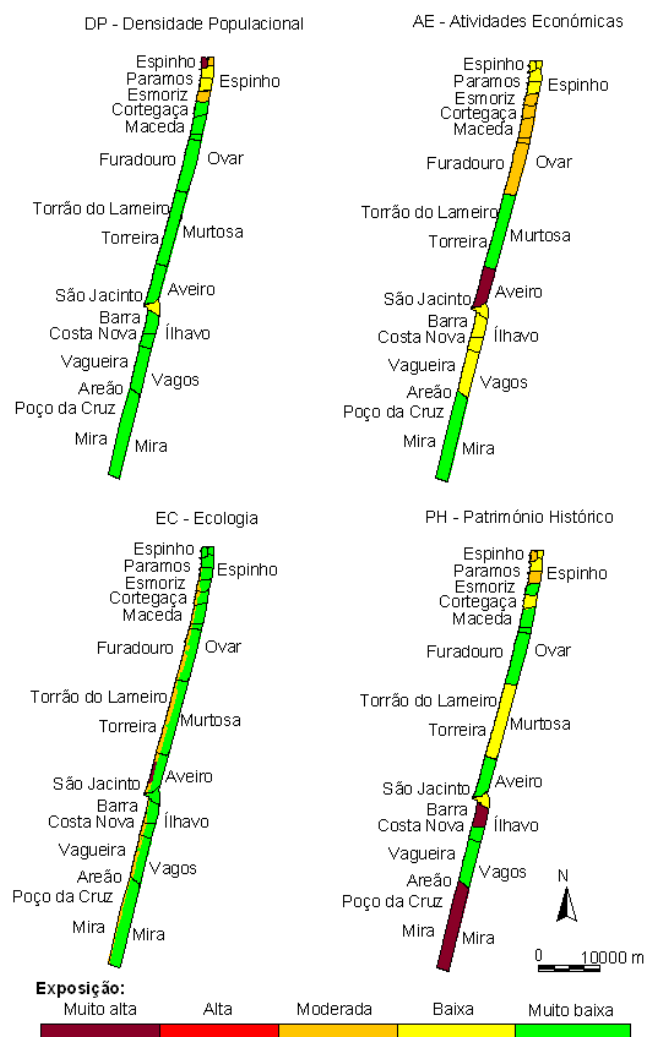 DP - Densidade Populacional
Espinho
Paramos
Espinho
Esmoriz
Cortegaça
Maceda
Furadouro
Ovar
Torrão do Lameiro
Murtosa
Torreira
Aveiro
São Jacinto
Barra
Costa Nova
Ílhavo
Vagueira
Vagos
Areão
Poço da Cruz
Mira
Mira
AE - Atividades Económicas
Espinho
Paramos
Espinho
Esmoriz
Cortegaça
Maceda
Furadouro
Ovar
Torrão do Lameiro
Murtosa
Torreira
Aveiro
São Jacinto
Barra
Costa Nova
Ílhavo
Vagueira
Vagos
Areão
Poço da Cruz
Mira
Mira
EC - Ecologia
Espinho
Paramos
Espinho
Esmoriz
Cortegaça
Maceda
Furadouro
Ovar
Torrão do Lameiro
Murtosa
Torreira
Aveiro
São Jacinto
Barra
Costa Nova
Ílhavo
Vagueira
Vagos
Areão
Poço da Cruz
Mira
Mira
PH - Património Histórico
Espinho
Paramos
Espinho
Esmoriz
Cortegaça
Maceda
Furadouro
Ovar
Torrão do Lameiro
Murtosa
Torreira
Aveiro
São Jacinto
Barra
Costa Nova
Ílhavo
Vagueira
Vagos
Areão
Poço da Cruz
Mira
Mira
N
0 10000 m
Exposição:
Muito alta Alta Moderada Baixa Muito baixa